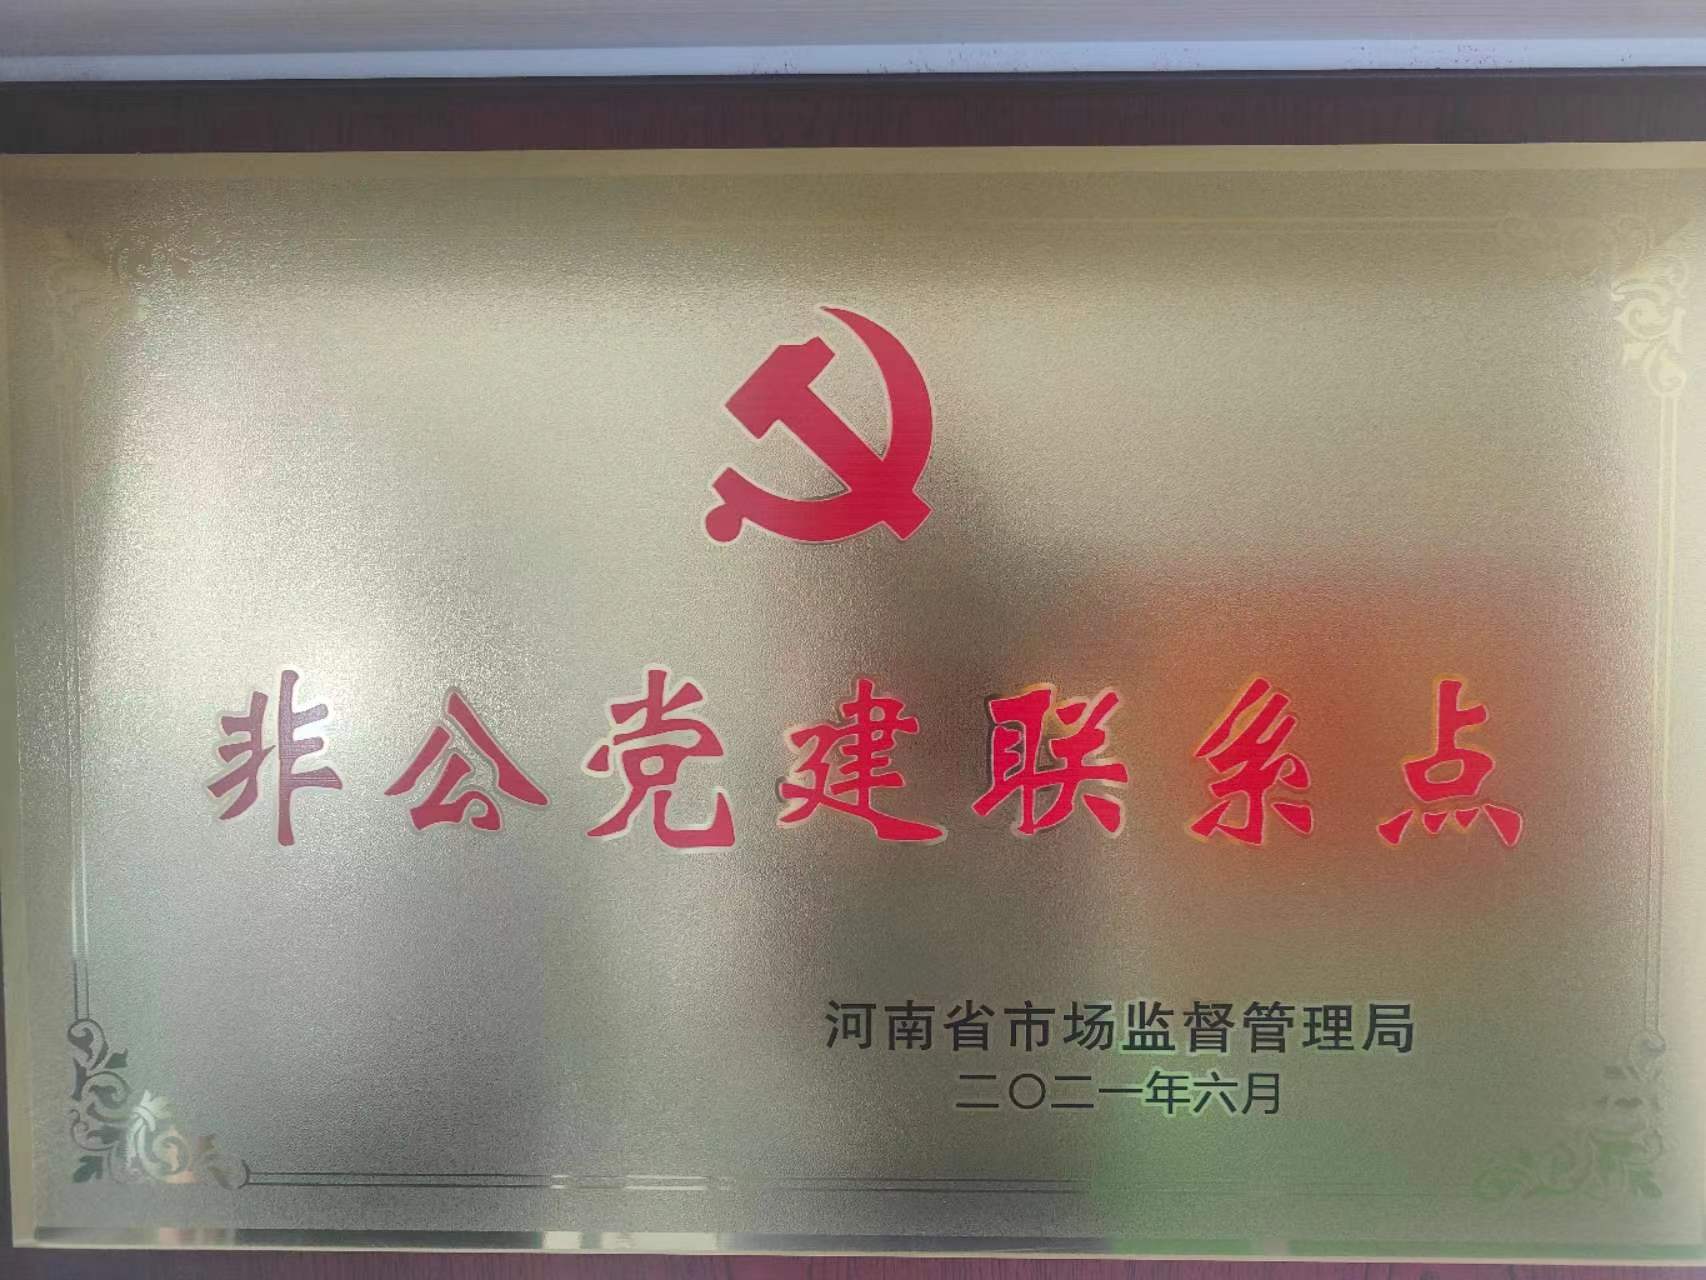 非公党建联系点
河南省市场监督管理局
二〇二一年六月